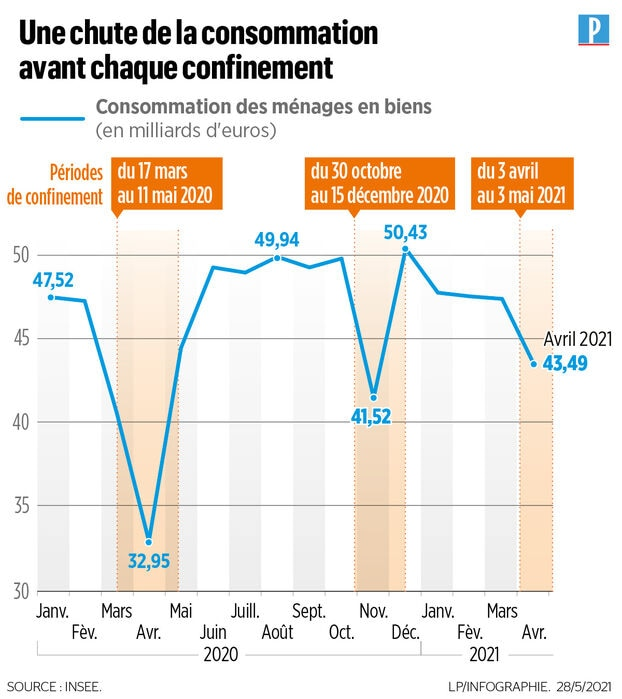 Une chute de la consommation
avant chaque confinement
P
Consommation des ménages en biens
(en milliards d'euros)
Périodes
de confinement
du 17 mars
au 11 mai 2020
du 30 octobre
au 15 décembre 2020
du 3 avril
au 3 mai 2021
50
45
40
35
30
47,52
32,95
49,94
41,52
50,43
Avril 2021
43,49
Janv.
Fèv.
Mars
Avr.
Mai
Juin
Juill.
Août
Sept.
Oct.
Nov.
Déc.
Janv.
Fèv.
Mars
Avr.
2020
2021
SOURCE : INSEE.
LP/INFOGRAPHIE. 28/5/2021